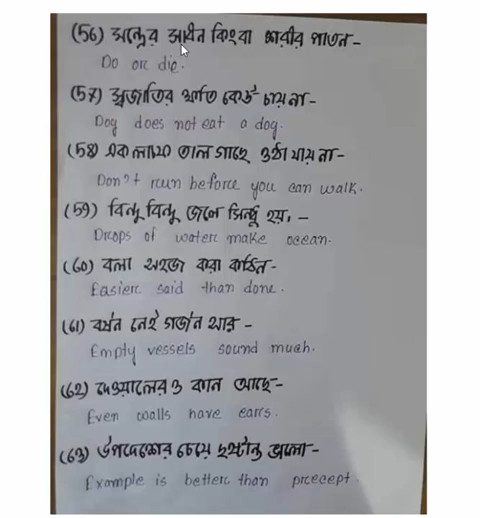 (56) মন্ত্রের সাধন কিংবা শরীর পাতন-
Do or die.
(57) স্বজাতির ক্ষতি কেউ চায় না-
Dog does not eat a dog.
(58) এক লাফে তাল গাছে ওঠা যায় না-
Don't run before you can walk.
(59) বিন্দু বিন্দু জলে সিন্ধু হয়। -
Drops of water make ocean.
(60) বলা সহজ করা কঠিন-
Easier said than done.
(61) বর্ষন নেই গর্জন সার -
Empty vessels sound much.
(62) দেওয়ালেরও কান আছে-
Even walls have ears.
(63) উপদেশের চেয়ে দৃষ্টান্ত ভালো-
Example is better than precept.